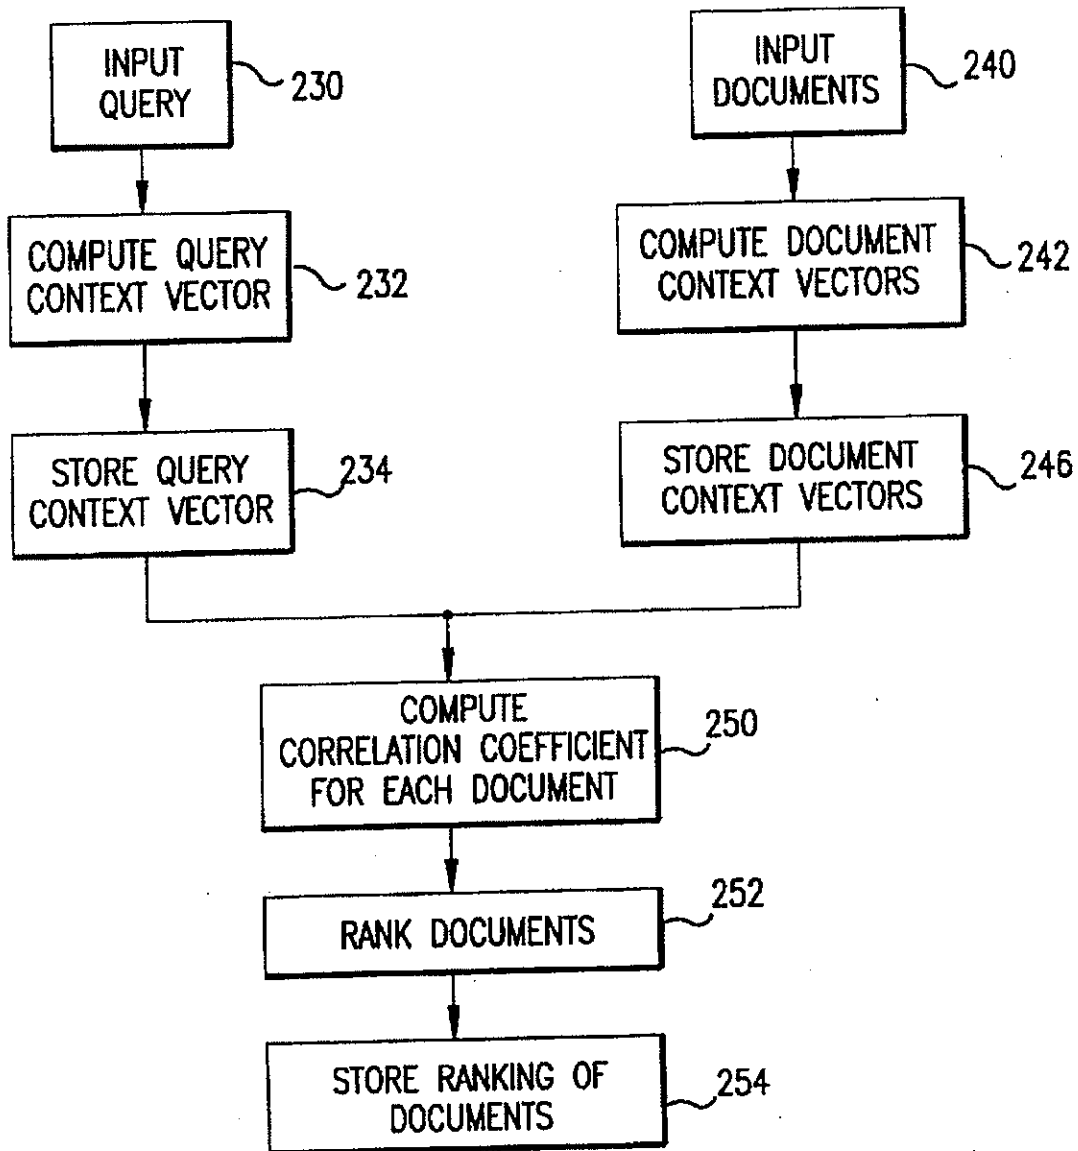 INPUT
QUERY
230
INPUT
DOCUMENTS
240
COMPUTE QUERY
CONTEXT VECTOR
232
COMPUTE DOCUMENT
CONTEXT VECTORS
242
STORE QUERY
CONTEXT VECTOR
234
STORE DOCUMENT
CONTEXT VECTORS
246
COMPUTE
CORRELATION COEFFICIENT
FOR EACH DOCUMENT
250
RANK DOCUMENTS
252
STORE RANKING OF
DOCUMENTS
254